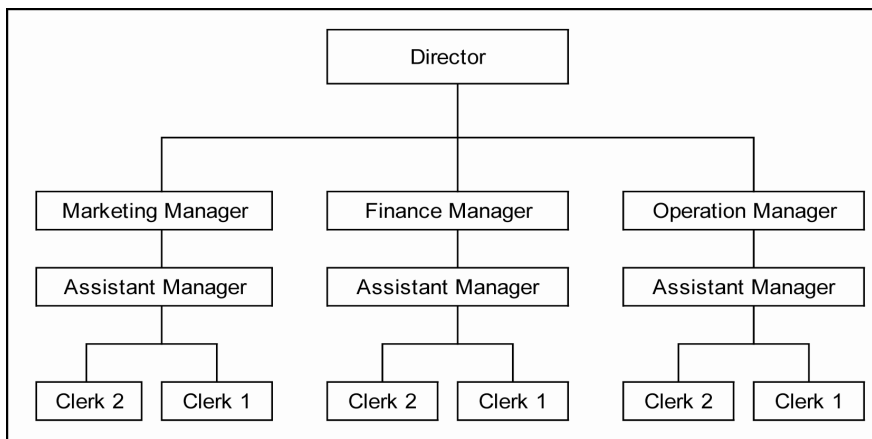 Director
Marketing Manager
Finance Manager
Operation Manager
Assistant Manager
Assistant Manager
Assistant Manager
Clerk 2
Clerk 1
Clerk 2
Clerk 1
Clerk 2
Clerk 1